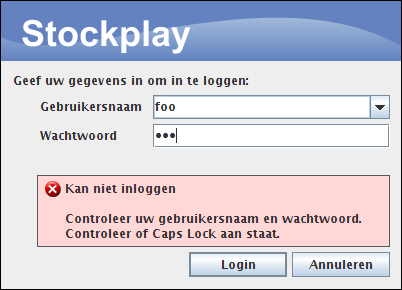 Stockplay
Geef uw gegevens in om in te loggen:
Gebruikersnaam foo
Wachtwoord •••
Kan niet inloggen
Controleer uw gebruikersnaam en wachtwoord.
Controleer of Caps Lock aan staat.
Login Annuleren